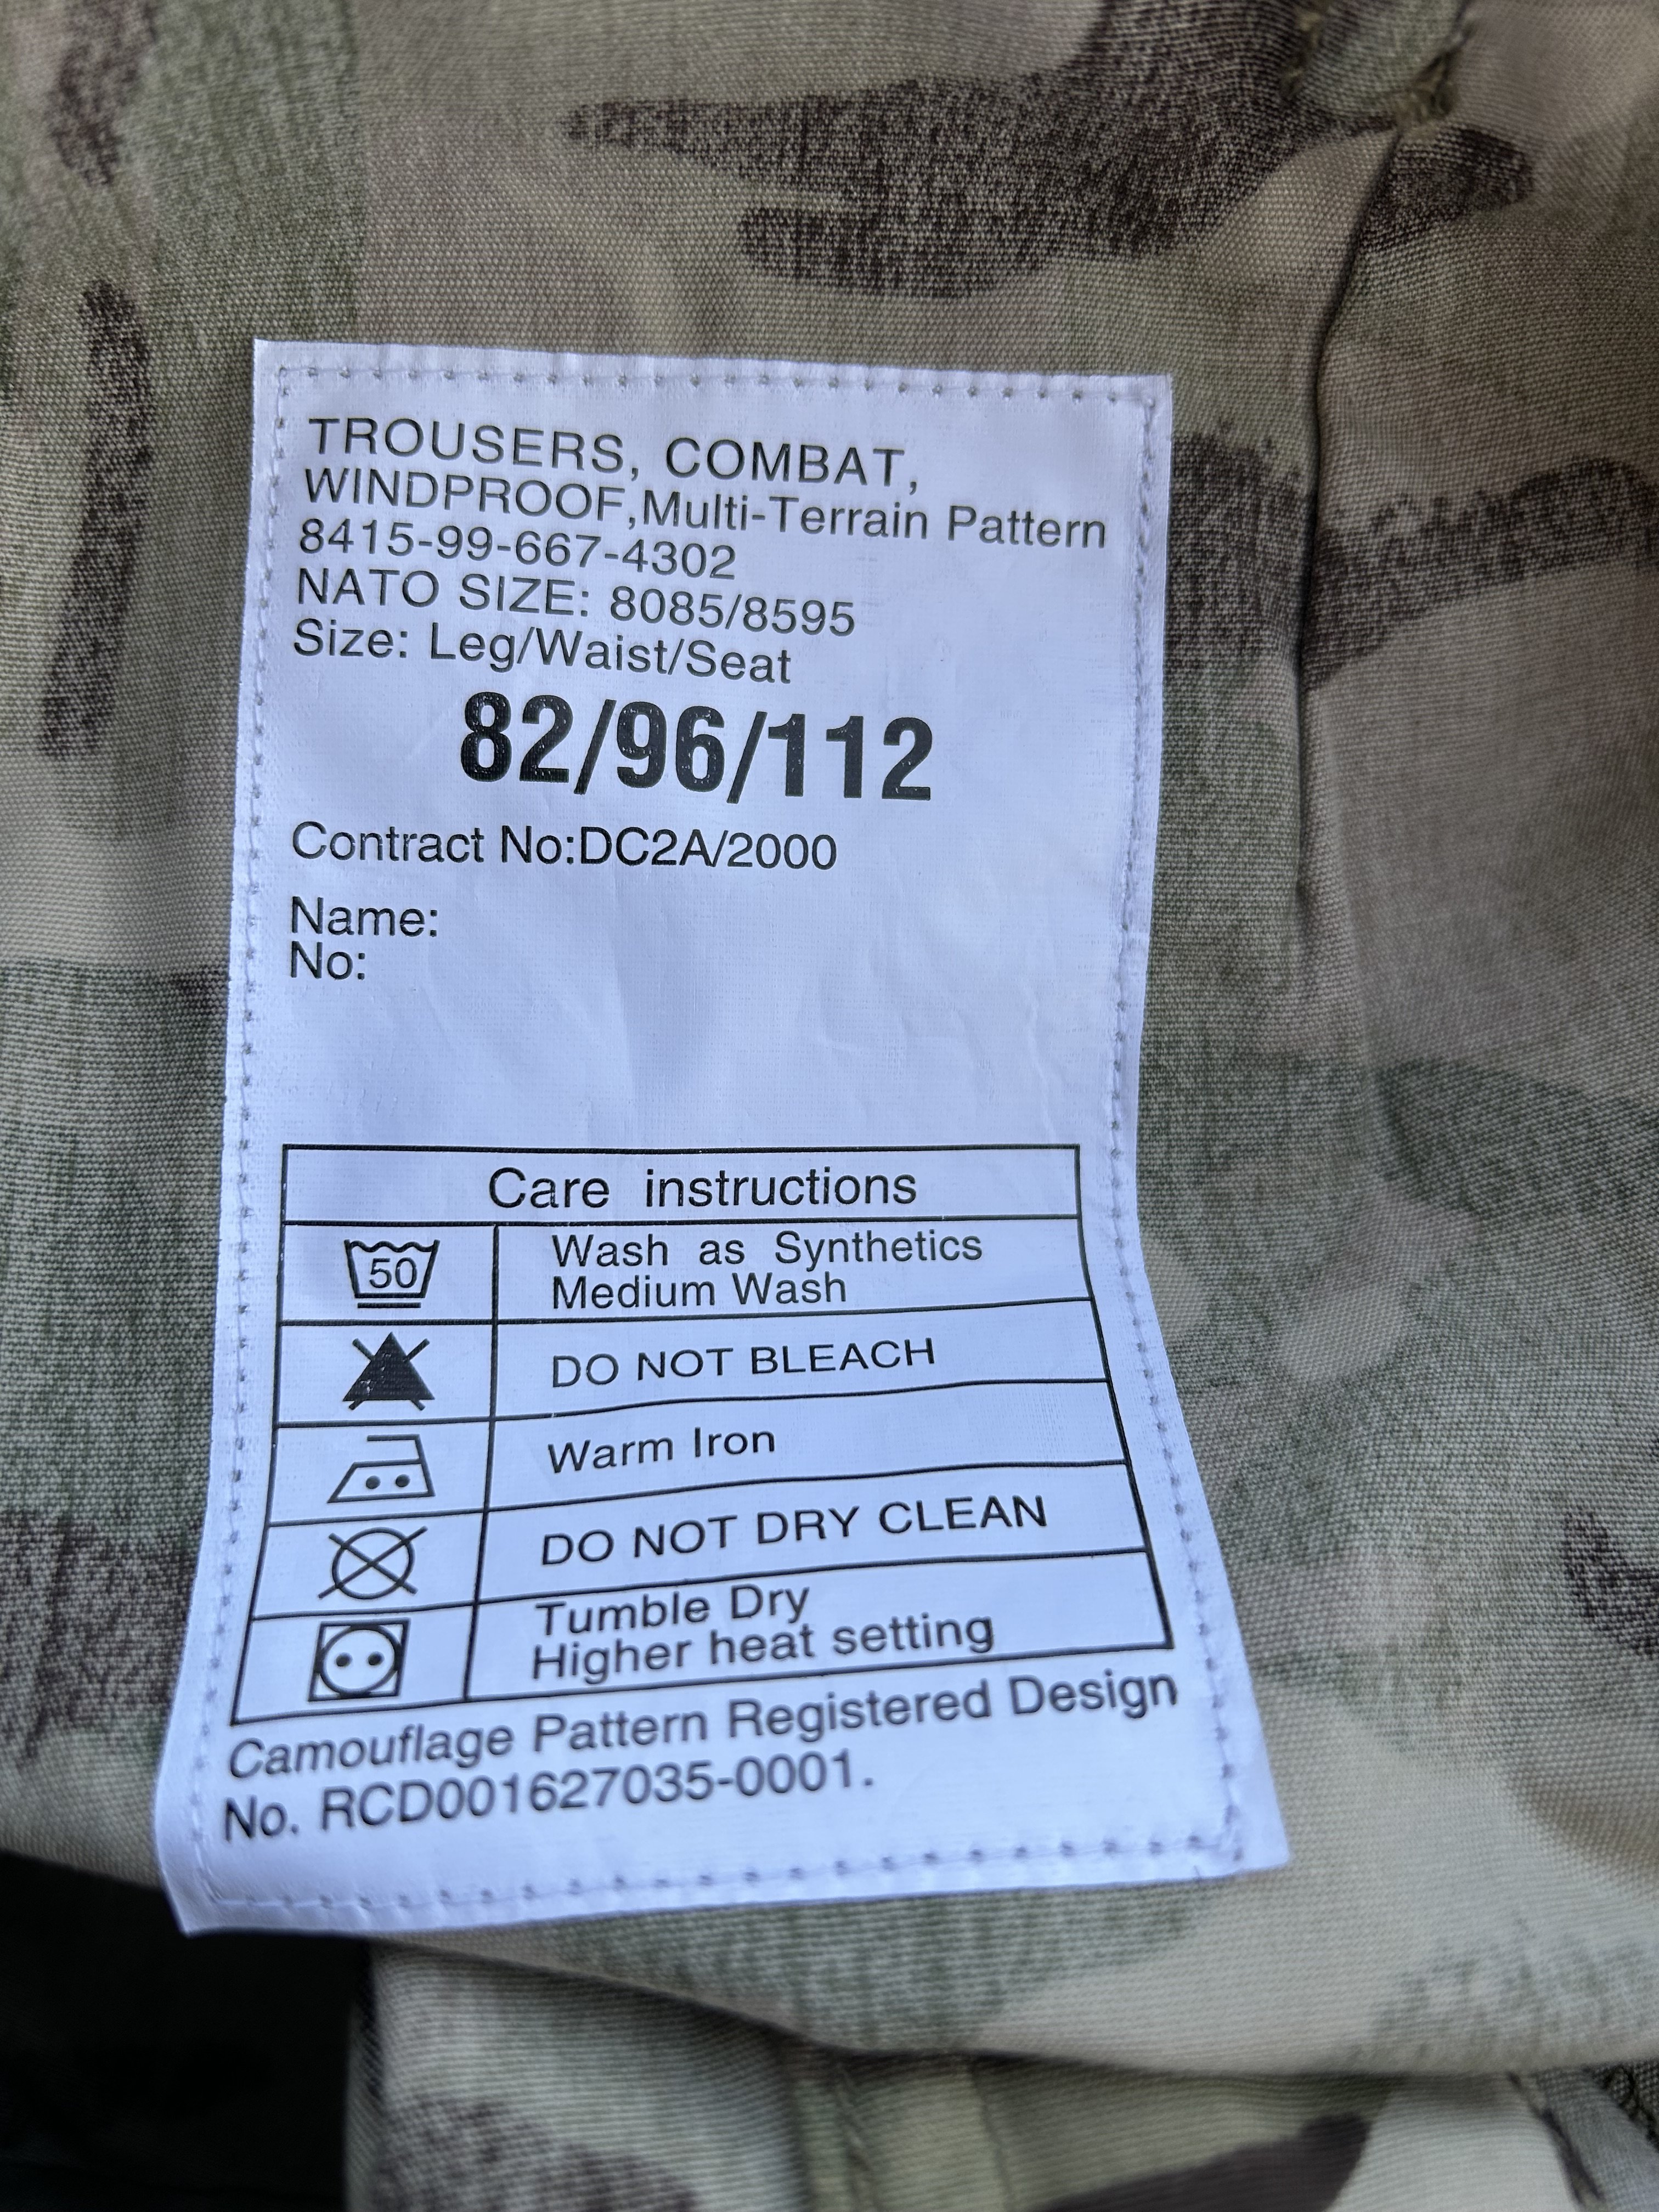 TROUSERS, COMBAT,
WINDPROOF,Multi-Terrain Pattern
8415-99-667-4302
NATO SIZE: 8085/8595
Size: Leg/Waist/Seat
82/96/112
Contract No:DC2A/2000
Name:
No:
Care instructions
50
Wash as Synthetics
Medium Wash
DO NOT BLEACH
Warm Iron
DO NOT DRY CLEAN
Tumble Dry
Higher heat setting
Camouflage Pattern Registered Design
No. RCD001627035-0001.